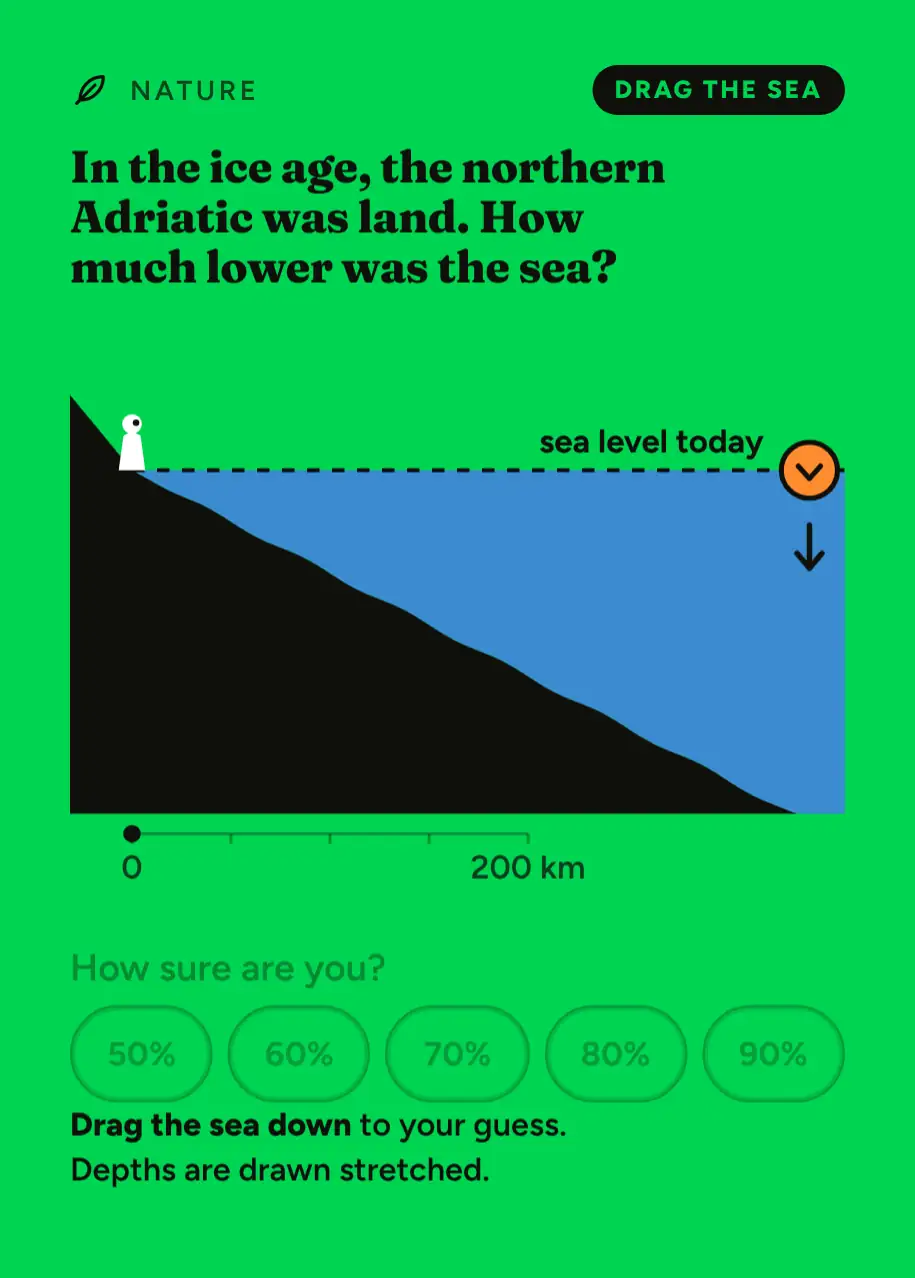 NATURE
DRAG THE SEA
In the ice age, the northern
Adriatic was land. How
much lower was the sea?
sea level today
0
200 km
How sure are you?
50%
60%
70%
80%
90%
Drag the sea down to your guess.
Depths are drawn stretched.